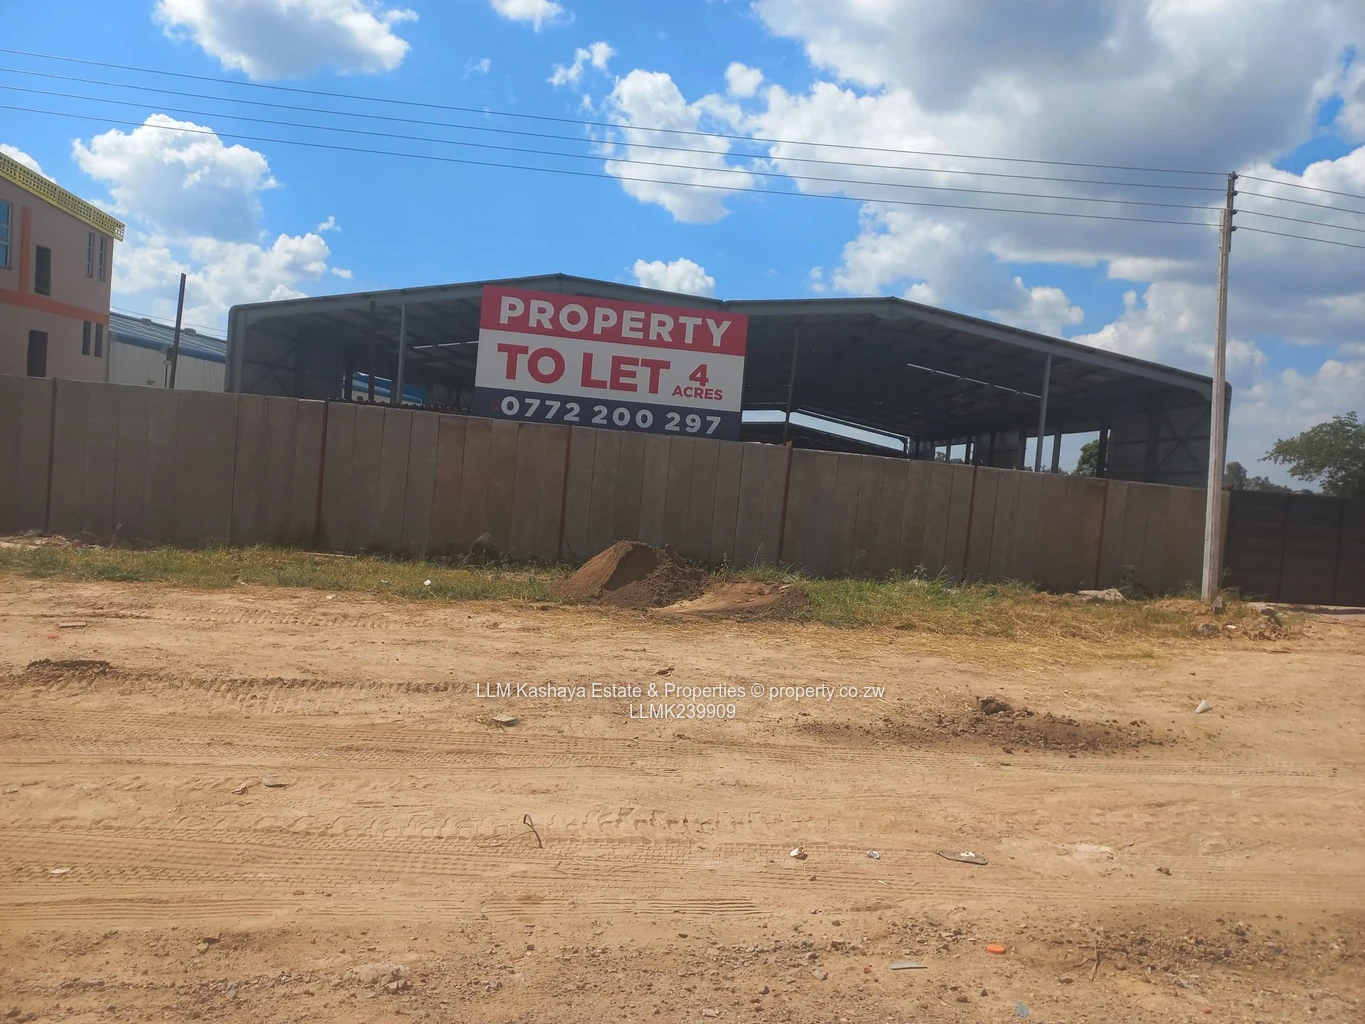 PROPERTY
TO LET 4
ACRES
0772 200 297
LLM Kashaya Estate & Properties © property.co.zw
LLMK239909